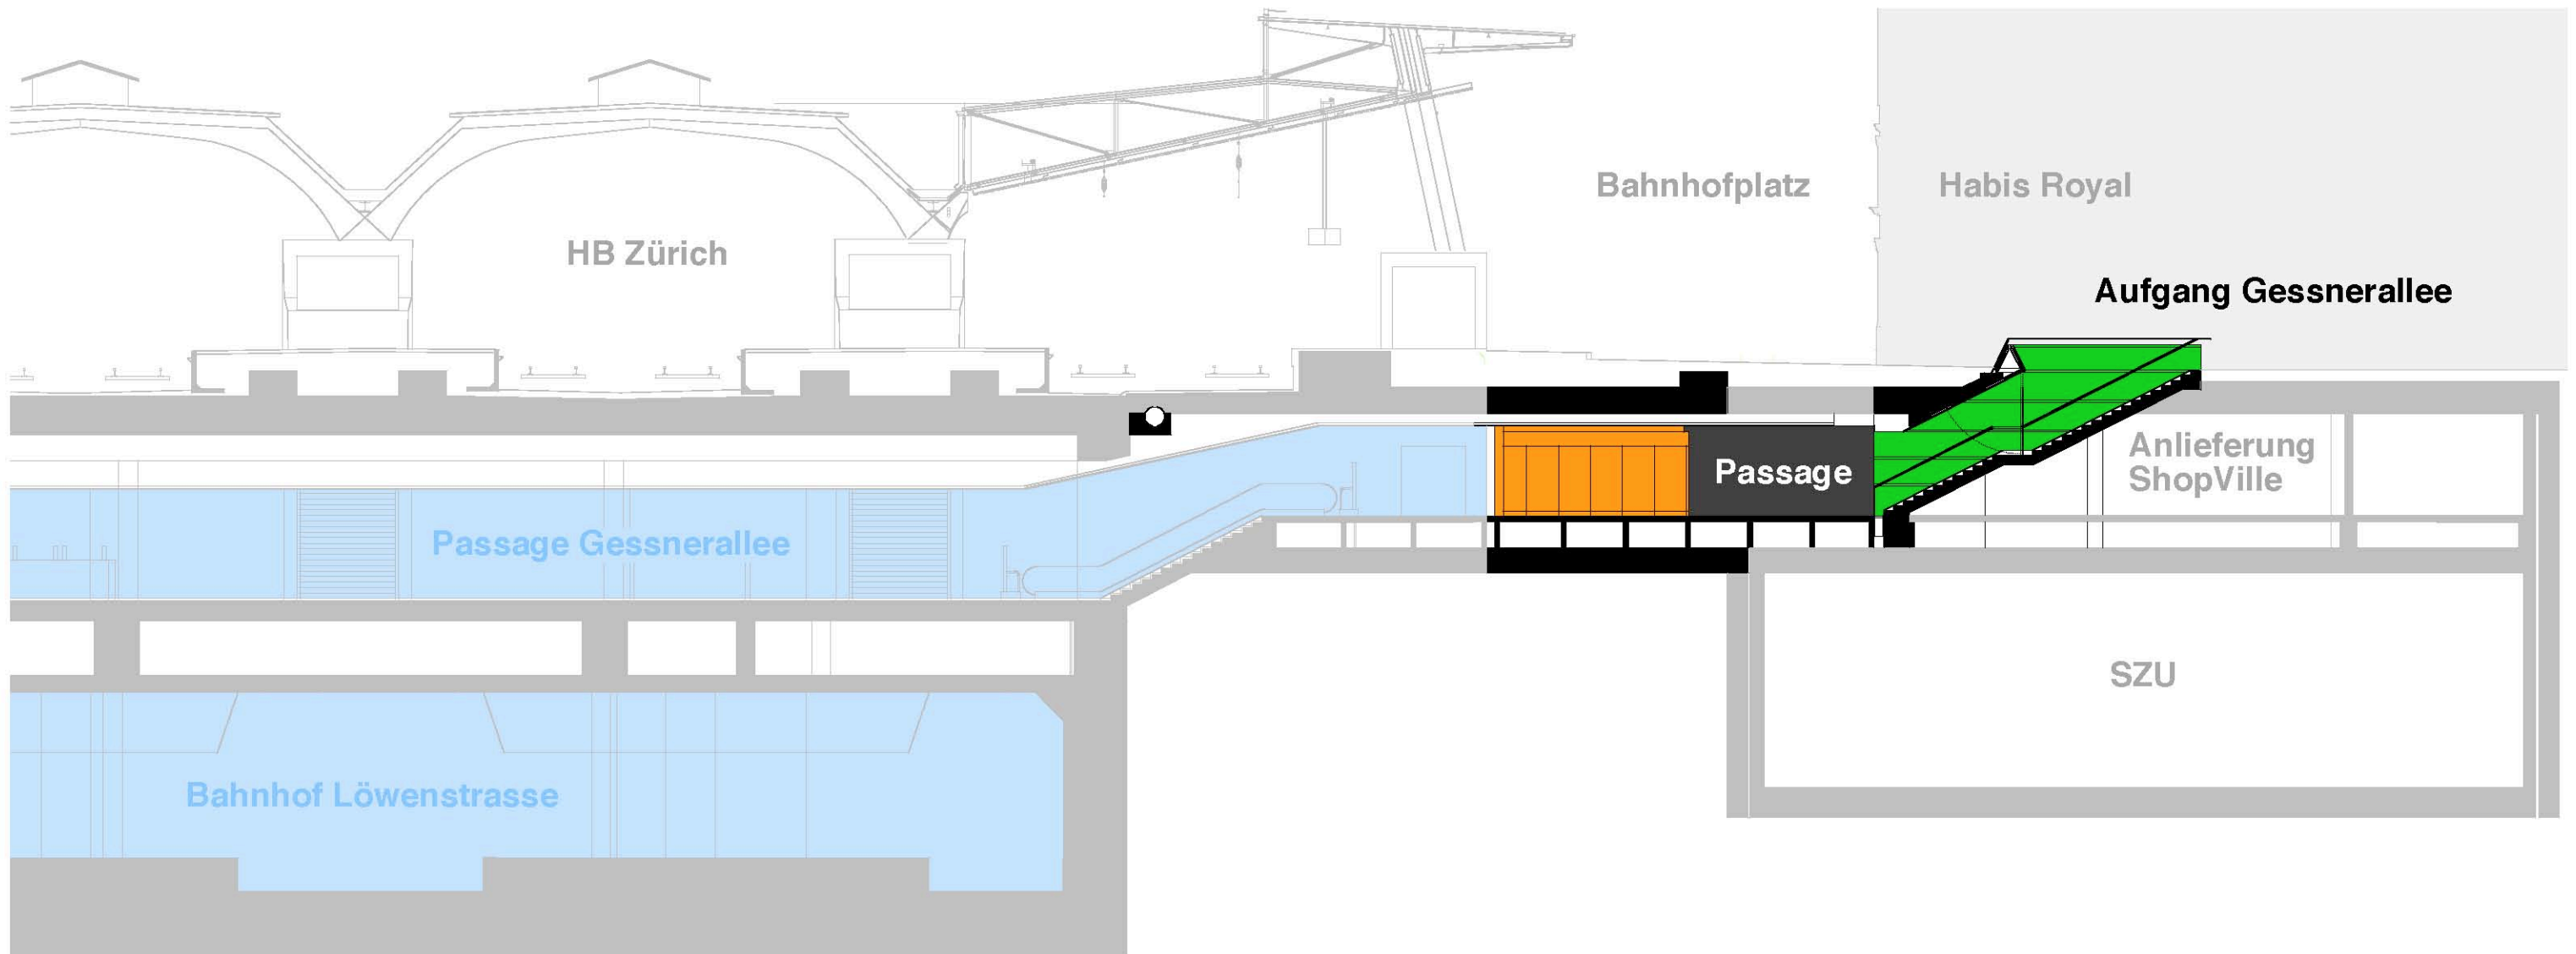 Bahnhofplatz
Habis Royal
HB Zürich
Aufgang Gessnerallee
Anlieferung
ShopVille
Passage
Passage Gessnerallee
SZU
Bahnhof Löwenstrasse